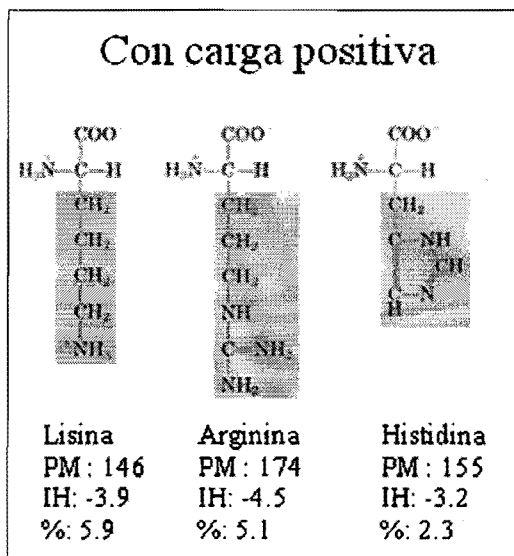 Con carga positiva
COO⁻ COO⁻ COO⁻
H₃N⁺–C–H H₃N⁺–C–H H₃N⁺–C–H
CH₂ CH₂ CH₂
CH₂ CH₂ C–NH
CH
CH₂ CH₂ C–N
H
CH₂ NH
⁺NH₃ C–NH₂
NH₂
Lisina Arginina Histidina
PM : 146 PM : 174 PM : 155
IH: -3.9 IH: -4.5 IH: -3.2
%: 5.9 %: 5.1 %: 2.3